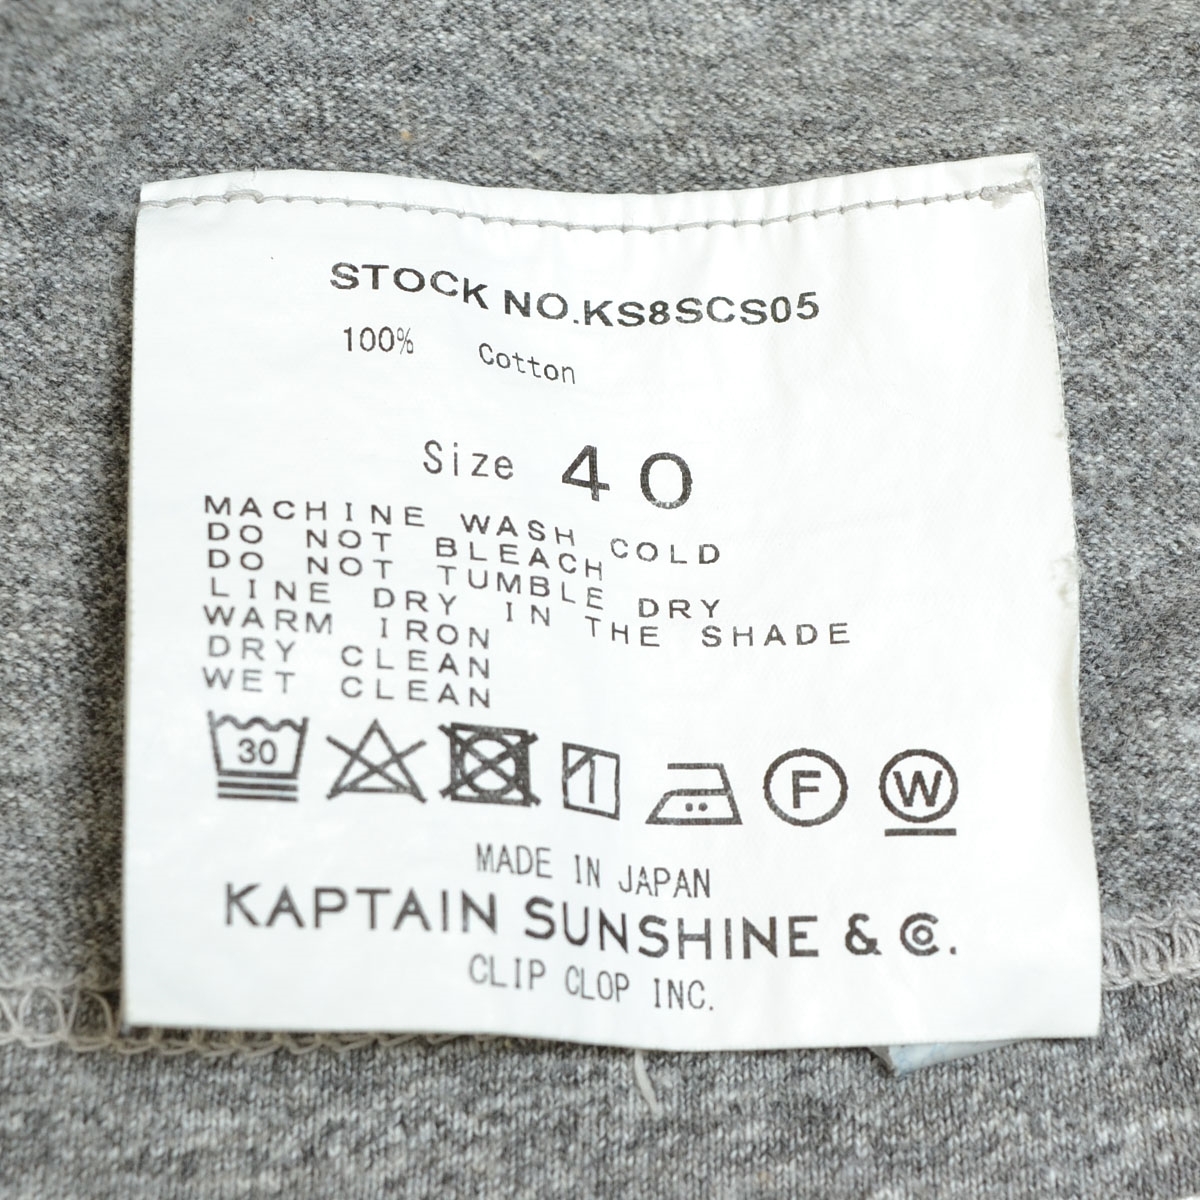 STOCK NO.KS8SCS05
100% Cotton
Size 40
MACHINE WASH COLD
DO NOT BLEACH
DO NOT TUMBLE DRY
LINE DRY IN THE SHADE
WARM IRON
DRY CLEAN
WET CLEAN
30 F W
MADE IN JAPAN
KAPTAIN SUNSHINE & Co.
CLIP CLOP INC.